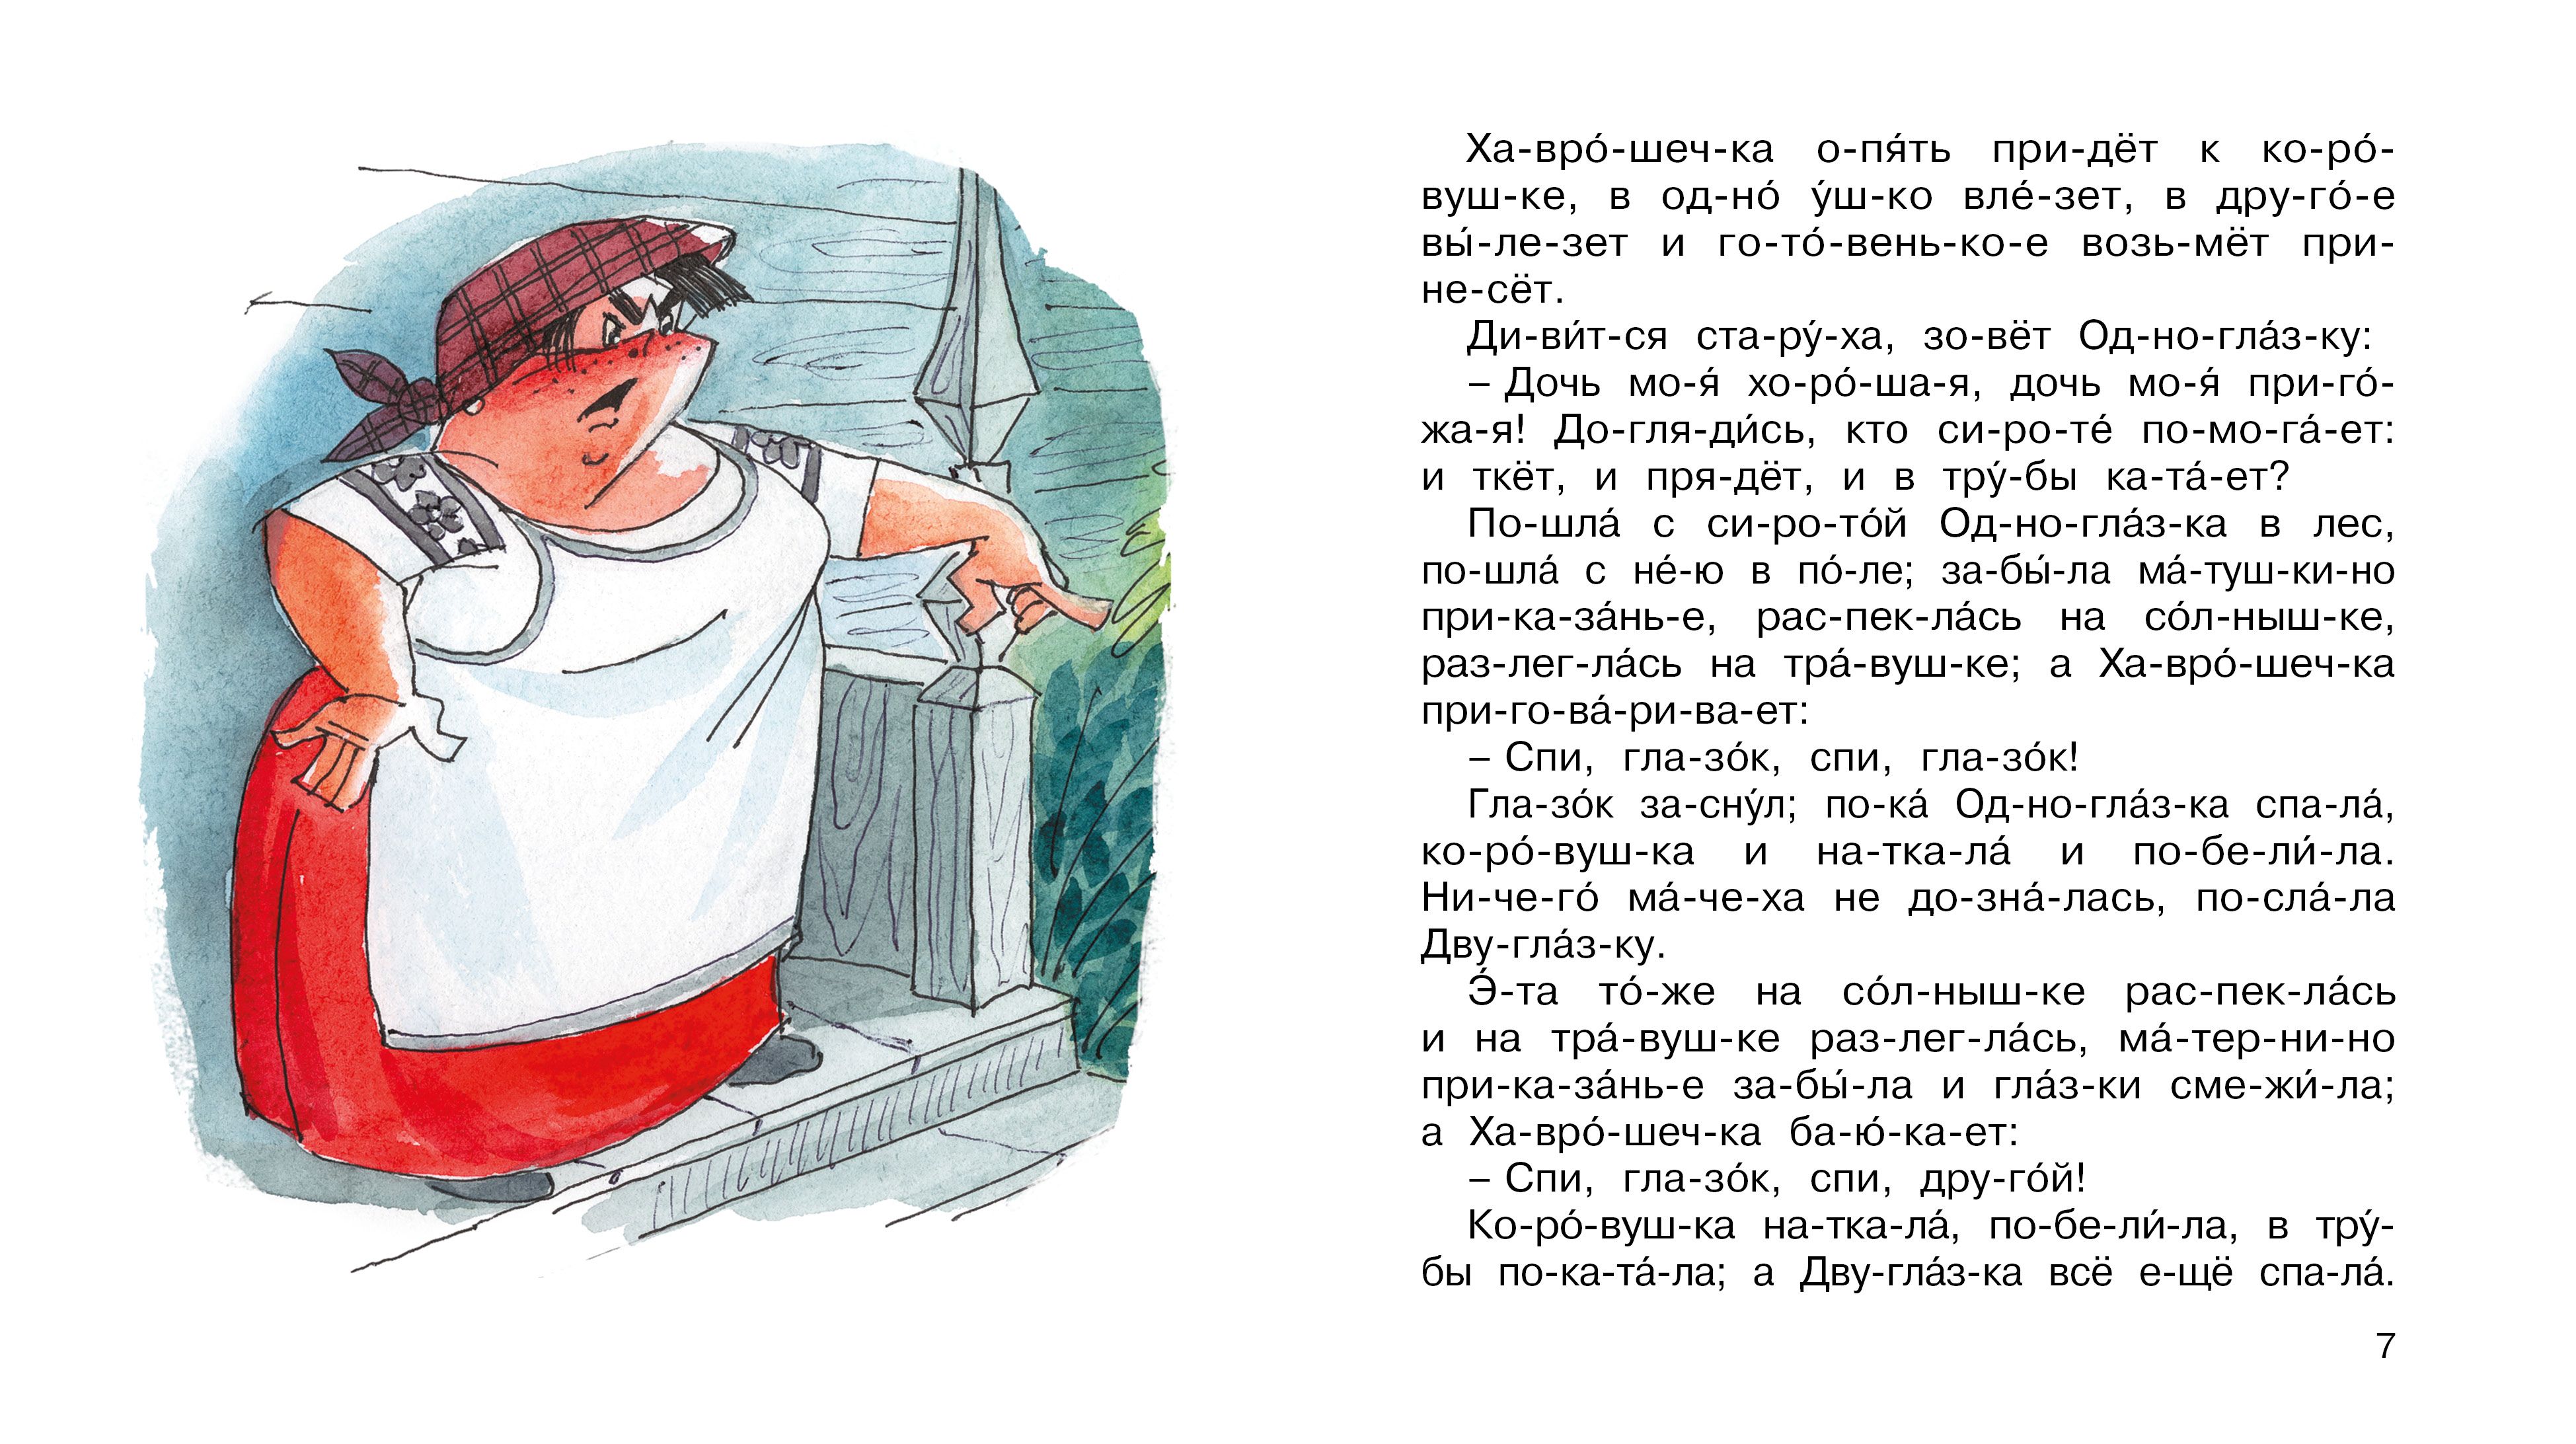 Ха-вро́-шеч-ка о-пя́ть при-дёт к ко-ро́-
вуш-ке, в од-но́ у́ш-ко вле́-зет, в дру-го́-е
вы́-ле-зет и го-то́-вень-ко-е возь-мёт при-
не-сёт.
Ди-ви́т-ся ста-ру́-ха, зо-вёт Од-но-гла́з-ку:
– Дочь мо-я́ хо-ро́-ша-я, дочь мо-я́ при-го́-
жа-я! До-гля-ди́сь, кто си-ро-те́ по-мо-га́-ет:
и ткёт, и пря-дёт, и в тру́-бы ка-та́-ет?
По-шла́ с си-ро-то́й Од-но-гла́з-ка в лес,
по-шла́ с не́-ю в по́-ле; за-бы́-ла ма́-туш-ки-но
при-ка-за́нь-е, рас-пек-ла́сь на со́л-ныш-ке,
раз-лег-ла́сь на тра́-вуш-ке; а Ха-вро́-шеч-ка
при-го-ва́-ри-ва-ет:
– Спи, гла-зо́к, спи, гла-зо́к!
Гла-зо́к за-сну́л; по-ка́ Од-но-гла́з-ка спа-ла́,
ко-ро́-вуш-ка и на-тка-ла́ и по-бе-ли́-ла.
Ни-че-го́ ма́-че-ха не до-зна́-лась, по-сла́-ла
Дву-гла́з-ку.
Э́-та то́-же на со́л-ныш-ке рас-пек-ла́сь
и на тра́-вуш-ке раз-лег-ла́сь, ма́-тер-ни-но
при-ка-за́нь-е за-бы́-ла и гла́з-ки сме-жи́-ла;
а Ха-вро́-шеч-ка ба-ю́-ка-ет:
– Спи, гла-зо́к, спи, дру-го́й!
Ко-ро́-вуш-ка на-тка-ла́, по-бе-ли́-ла, в тру́-
бы по-ка-та́-ла; а Дву-гла́з-ка всё е-щё спа-ла́.
7